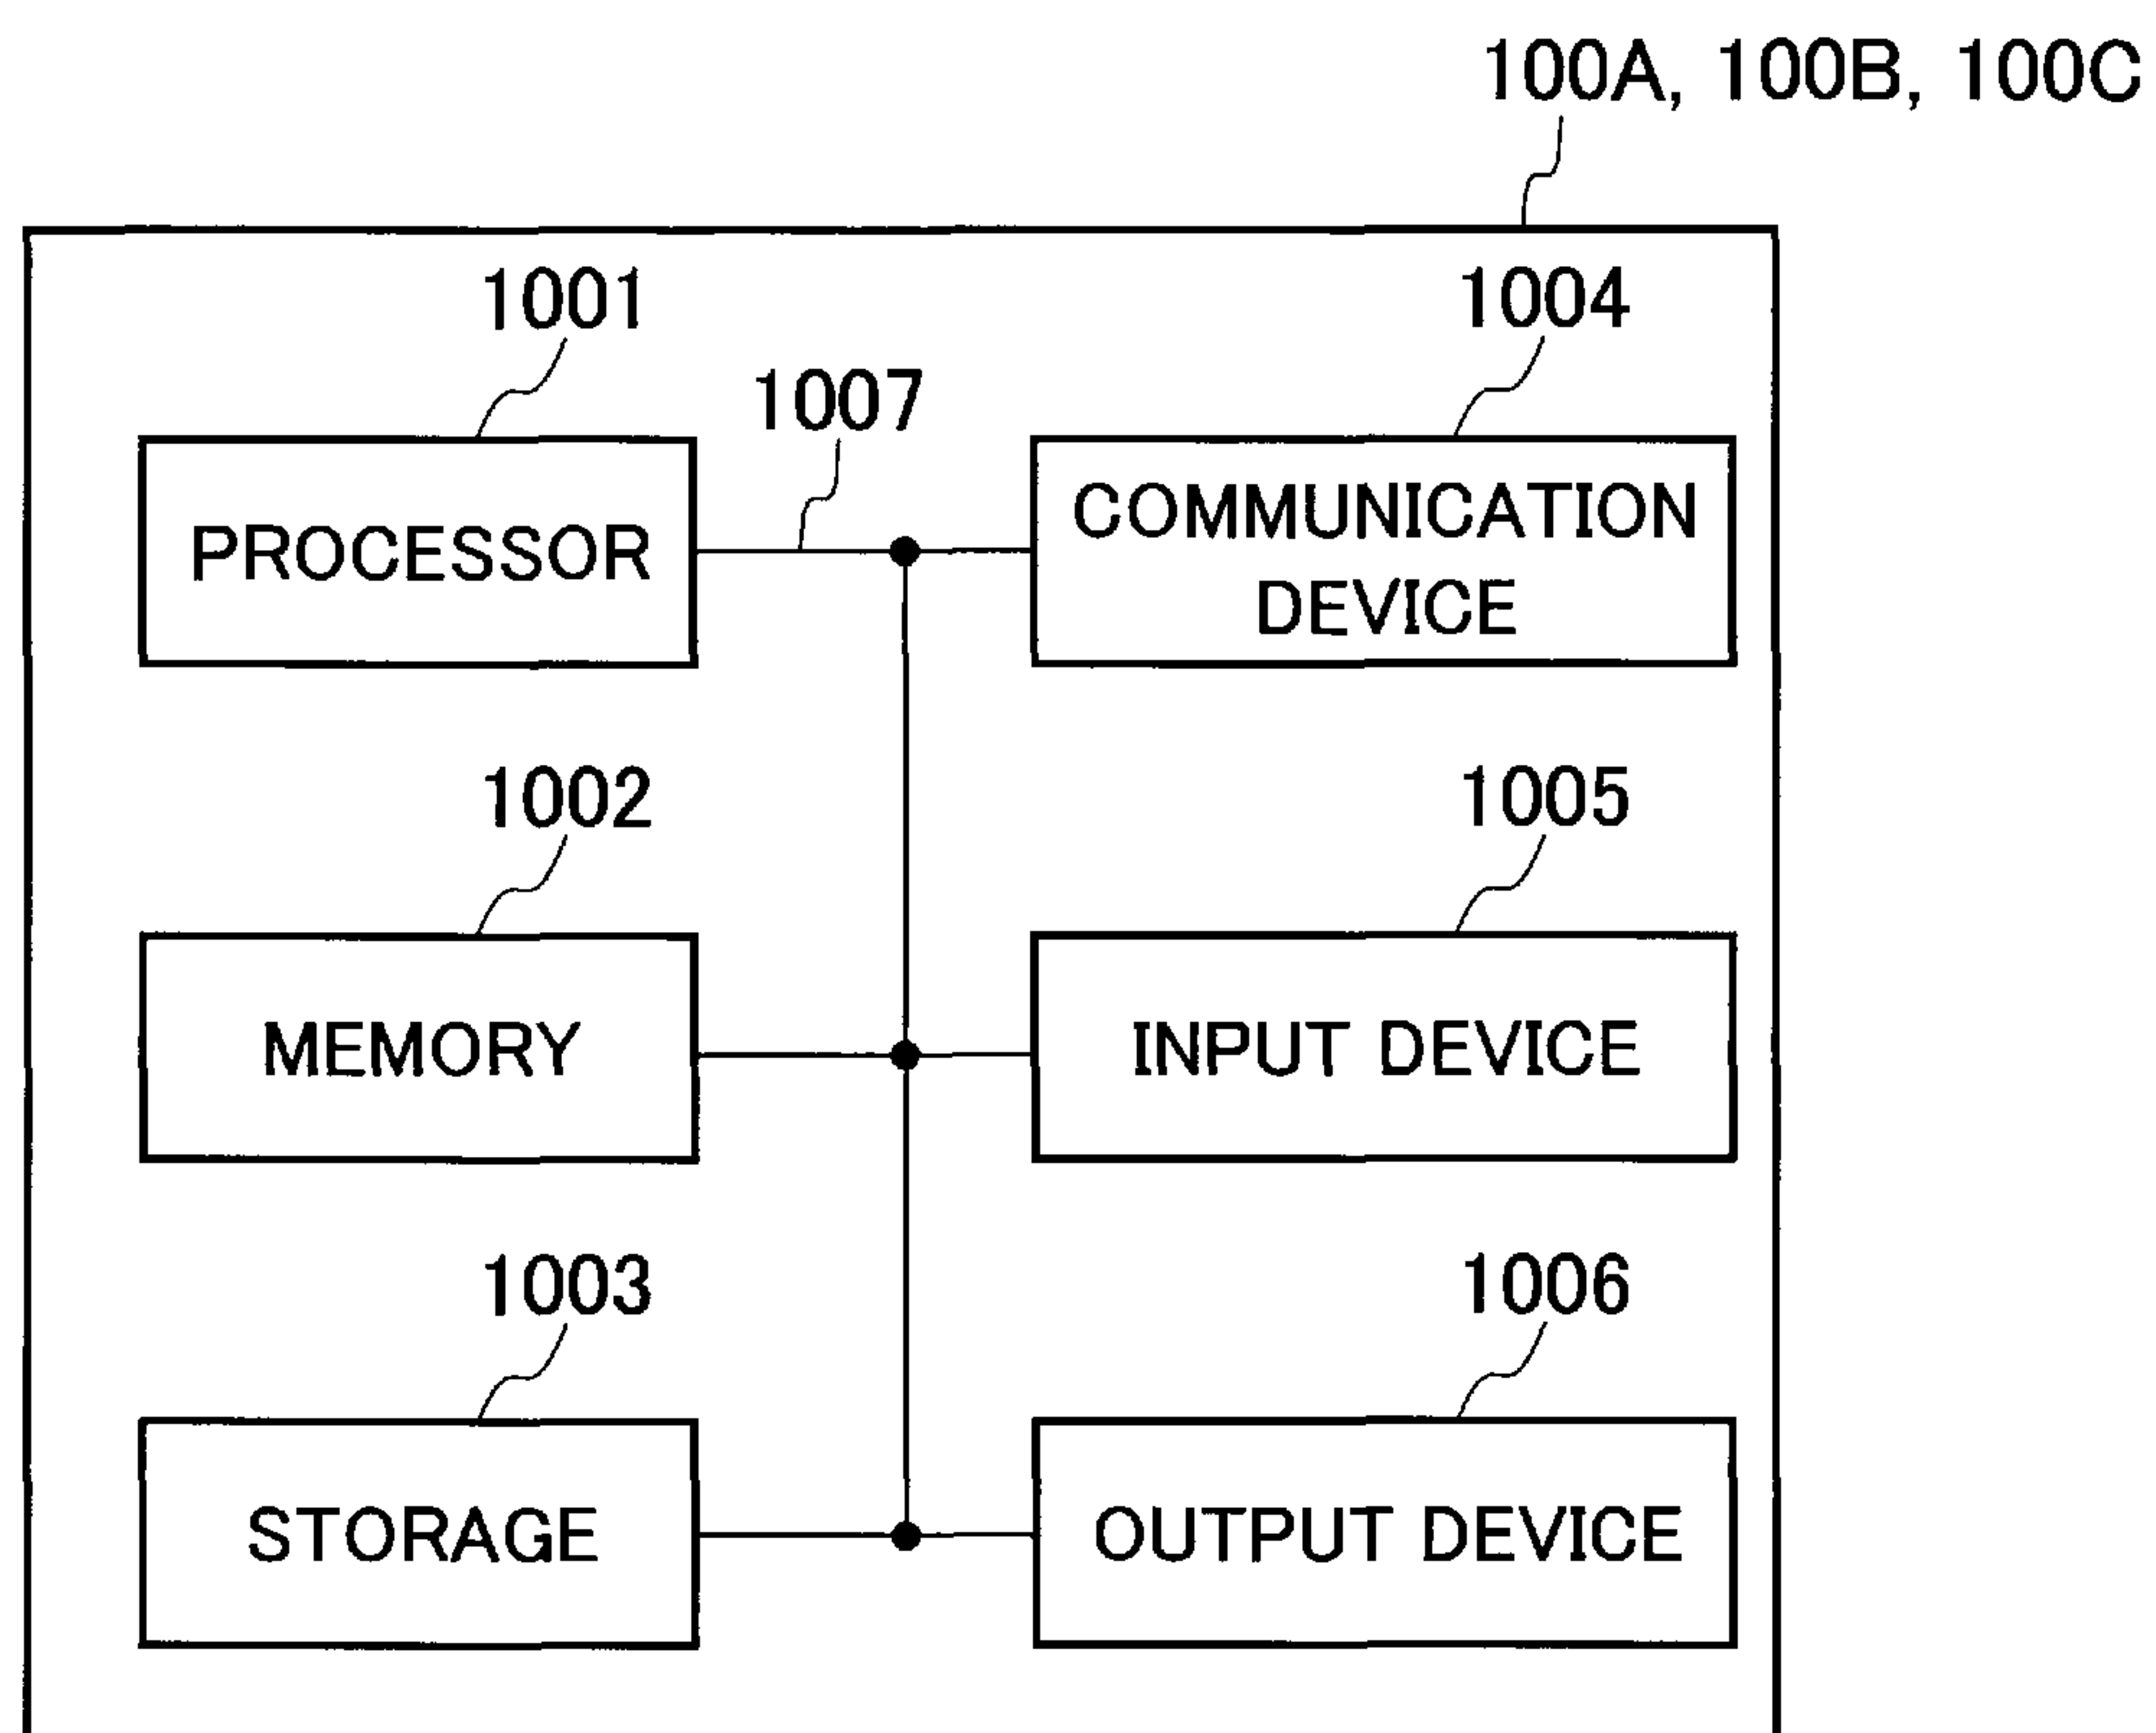 100A, 100B, 100C
1001
1004
1007
PROCESSOR
COMMUNICATION
DEVICE
1002
1005
MEMORY
INPUT DEVICE
1003
1006
STORAGE
OUTPUT DEVICE